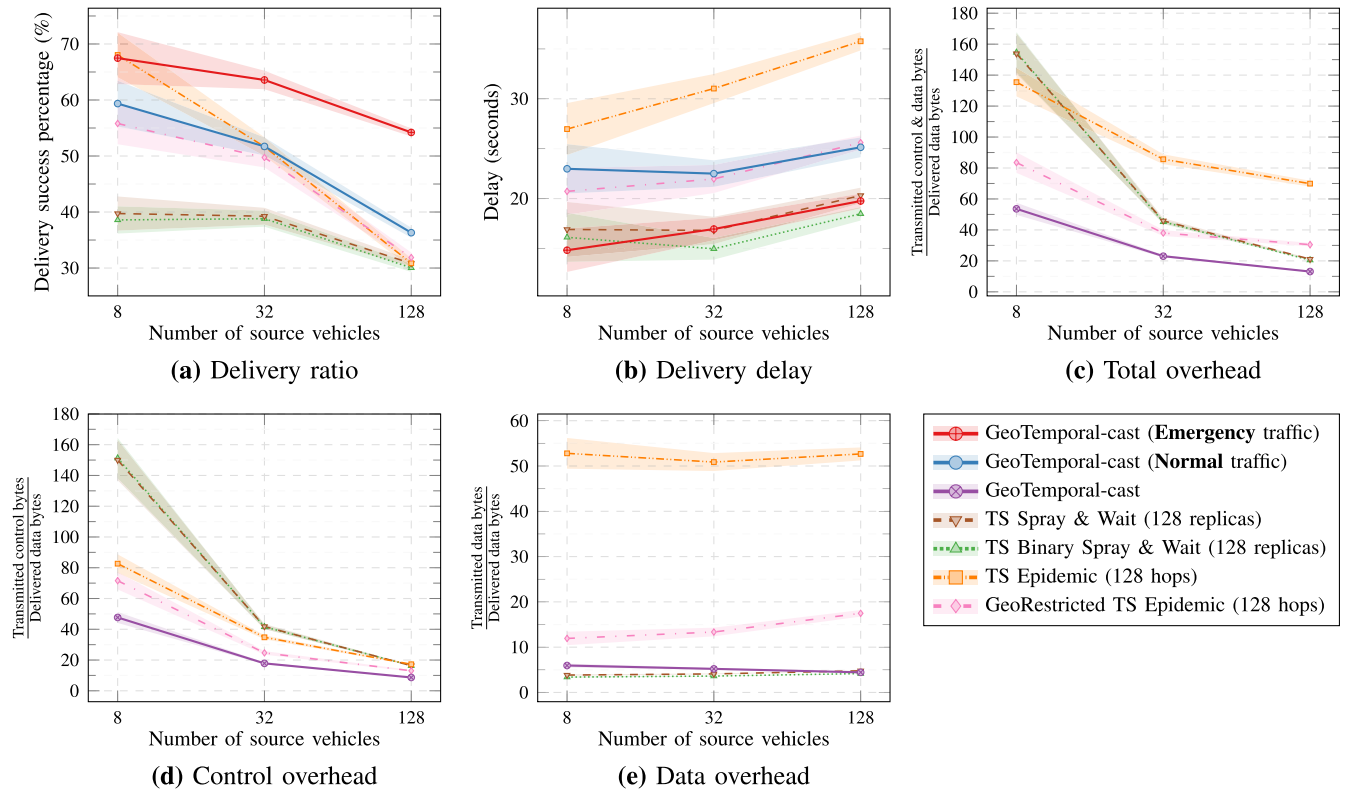 Delivery success percentage (%)
70
60
50
40
30
8
32
128
Number of source vehicles
(a) Delivery ratio
Delay (seconds)
30
20
8
32
128
Number of source vehicles
(b) Delivery delay
Transmitted control & data bytes
Delivered data bytes
180
160
140
120
100
80
60
40
20
0
8
32
128
Number of source vehicles
(c) Total overhead
Transmitted control bytes
Delivered data bytes
180
160
140
120
100
80
60
40
20
0
8
32
128
Number of source vehicles
(d) Control overhead
Transmitted data bytes
Delivered data bytes
60
50
40
30
20
10
0
8
32
128
Number of source vehicles
(e) Data overhead
GeoTemporal-cast (Emergency traffic)
GeoTemporal-cast (Normal traffic)
GeoTemporal-cast
TS Spray & Wait (128 replicas)
TS Binary Spray & Wait (128 replicas)
TS Epidemic (128 hops)
GeoRestricted TS Epidemic (128 hops)